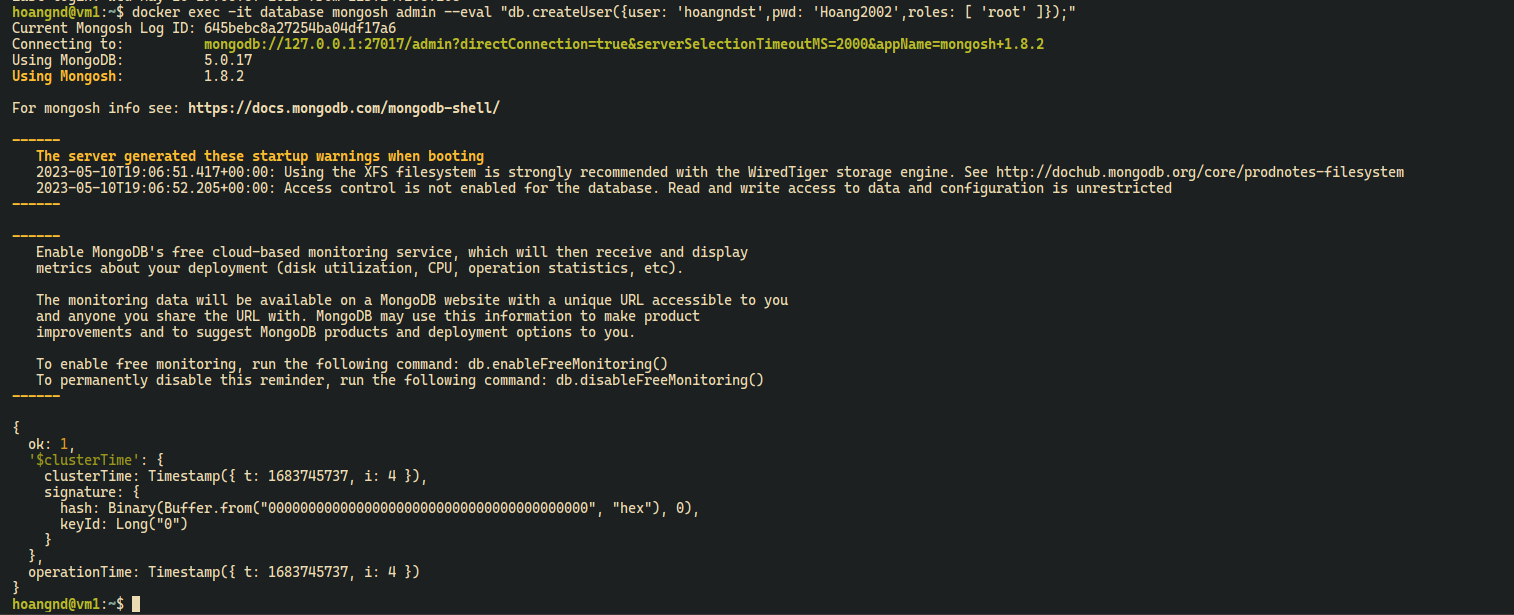 hoangnd@vm1:~$ docker exec -it database mongosh admin --eval "db.createUser({user: 'hoangndst',pwd: 'Hoang2002',roles: [ 'root' ]});"
Current Mongosh Log ID: 645bebc8a27254ba04df17a6
Connecting to:          mongodb://127.0.0.1:27017/admin?directConnection=true&serverSelectionTimeoutMS=2000&appName=mongosh+1.8.2
Using MongoDB:          5.0.17
Using Mongosh:          1.8.2

For mongosh info see: https://docs.mongodb.com/mongodb-shell/

------
   The server generated these startup warnings when booting
   2023-05-10T19:06:51.417+00:00: Using the XFS filesystem is strongly recommended with the WiredTiger storage engine. See http://dochub.mongodb.org/core/prodnotes-filesystem
   2023-05-10T19:06:52.205+00:00: Access control is not enabled for the database. Read and write access to data and configuration is unrestricted
------

------
   Enable MongoDB's free cloud-based monitoring service, which will then receive and display
   metrics about your deployment (disk utilization, CPU, operation statistics, etc).

   The monitoring data will be available on a MongoDB website with a unique URL accessible to you
   and anyone you share the URL with. MongoDB may use this information to make product
   improvements and to suggest MongoDB products and deployment options to you.

   To enable free monitoring, run the following command: db.enableFreeMonitoring()
   To permanently disable this reminder, run the following command: db.disableFreeMonitoring()
------

{
  ok: 1,
  '$clusterTime': {
    clusterTime: Timestamp({ t: 1683745737, i: 4 }),
    signature: {
      hash: Binary(Buffer.from("0000000000000000000000000000000000000000", "hex"), 0),
      keyId: Long("0")
    }
  },
  operationTime: Timestamp({ t: 1683745737, i: 4 })
}
hoangnd@vm1:~$